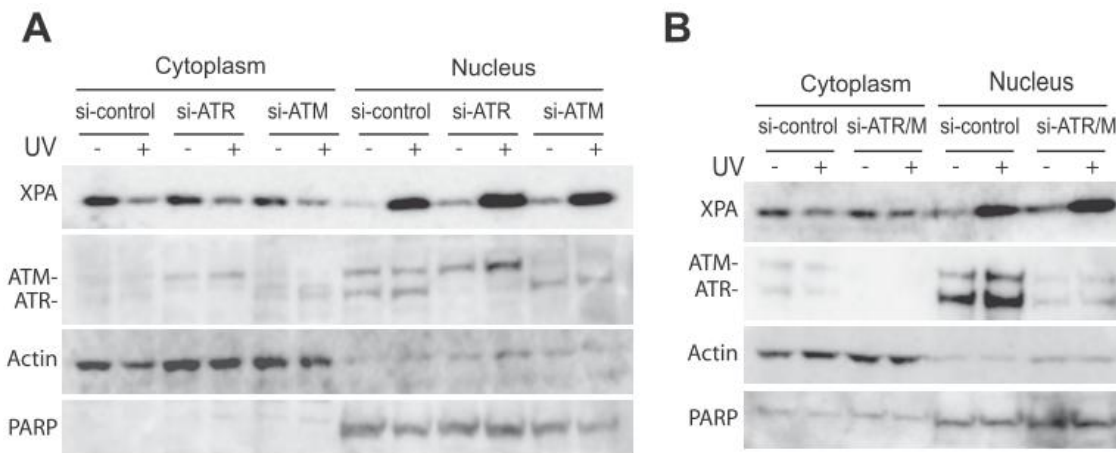 A
Cytoplasm Nucleus
si-control si-ATR si-ATM si-control si-ATR si-ATM
UV - + - + - + - + - + - +
XPA
ATM-
ATR-
Actin
PARP
B
Cytoplasm Nucleus
si-control si-ATR/M si-control si-ATR/M
UV - + - + - + - +
XPA
ATM-
ATR-
Actin
PARP